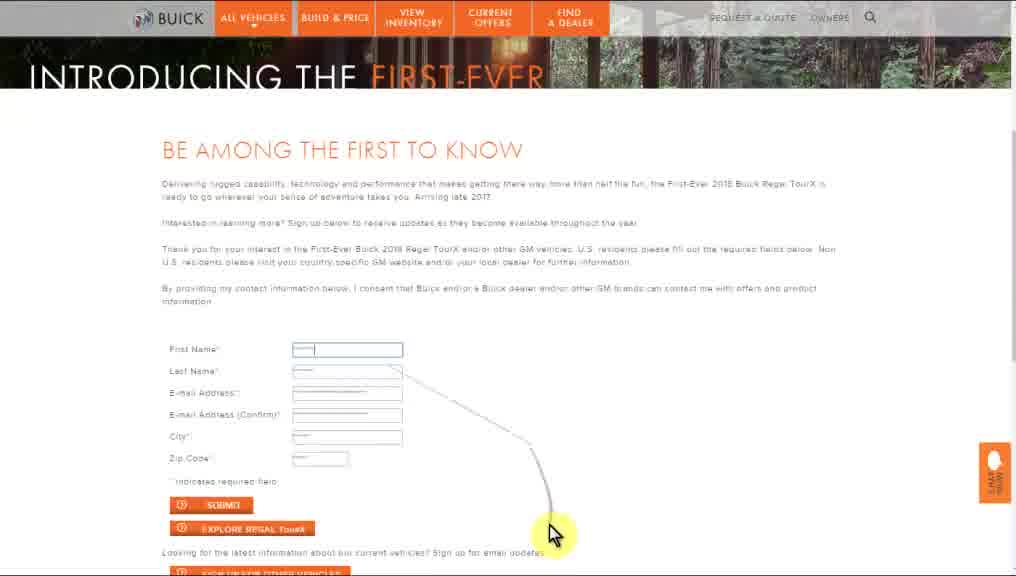 BUICK
ALL VEHICLES
BUILD & PRICE
VIEW
INVENTORY
CURRENT
OFFERS
FIND
A DEALER
REQUEST A QUOTE
OWNERS
INTRODUCING THE FIRST-EVER
BE AMONG THE FIRST TO KNOW
Delivering rugged capability, technology and performance that makes getting there way more than half the fun, the First-Ever 2018 Buick Regal TourX is
ready to go wherever your sense of adventure takes you. Arriving late 2017.
Interested in learning more? Sign up below to receive updates as they become available throughout the year.
Thank you for your interest in the First-Ever Buick 2018 Regal TourX and/or other GM vehicles. U.S. residents please fill out the required fields below. Non
U.S. residents please visit your country-specific GM website and/or your local dealer for further information.
By providing my contact information below, I consent that Buick and/or a Buick dealer and/or other GM brands can contact me with offers and product
information.
First Name*:
Last Name*:
E-mail Address*:
E-mail Address (Confirm)*:
City*:
Zip Code*:
*Indicates required field
SUBMIT
EXPLORE REGAL TourX
Looking for the latest information about our current vehicles? Sign up for email updates.
SIGN UP FOR OTHER VEHICLES
CHAT NOW